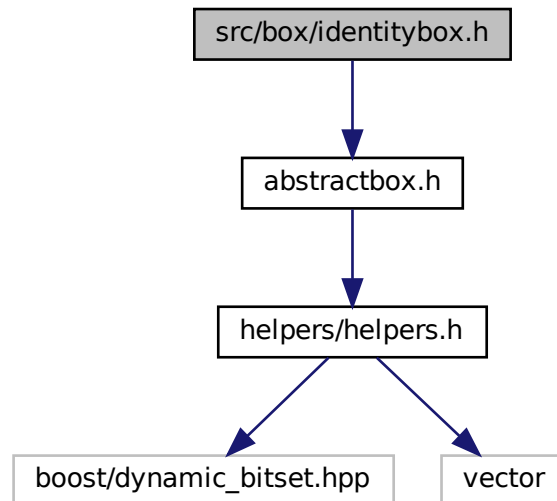 src/box/identitybox.h
abstractbox.h
helpers/helpers.h
boost/dynamic_bitset.hpp
vector